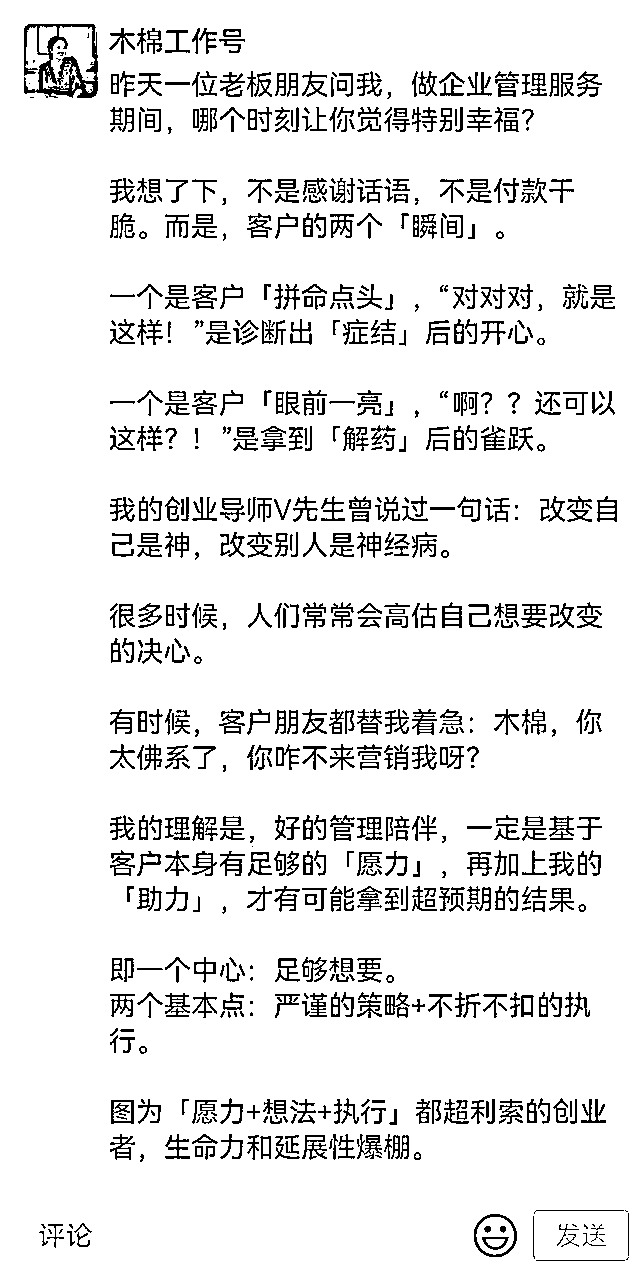 木棉工作号
昨天一位老板朋友问我，做企业管理服务
期间，哪个时刻让你觉得特别幸福？
我想了下，不是感谢话语，不是付款干
脆。而是，客户的两个「瞬间」。
一个是客户「拼命点头」，“对对对，就是
这样！”是诊断出「症结」后的开心。
一个是客户「眼前一亮」，“啊？？还可以
这样？！”是拿到「解药」后的雀跃。
我的创业导师V先生曾说过一句话：改变自
己是神，改变别人是神经病。
很多时候，人们常常会高估自己想要改变
的决心。
有时候，客户朋友都替我着急：木棉，你
太佛系了，你咋不来营销我呀？
我的理解是，好的管理陪伴，一定是基于
客户本身有足够的「愿力」，再加上我的
「助力」，才有可能拿到超预期的结果。
即一个中心：足够想要。
两个基本点：严谨的策略+不折不扣的执
行。
图为「愿力+想法+执行」都超利索的创业
者，生命力和延展性爆棚。
评论
发送